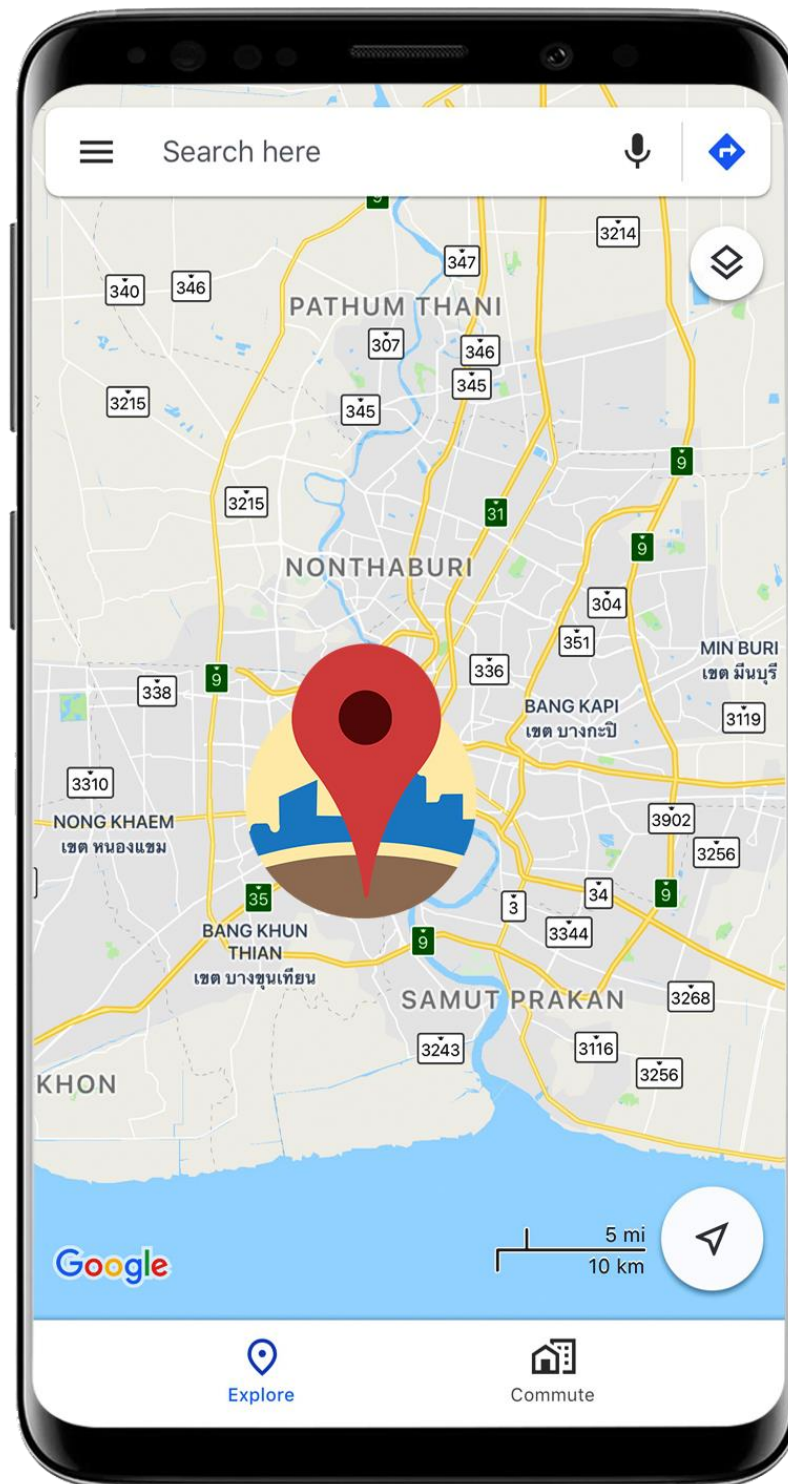 Search here
9
3214
347
340
346
PATHUM THANI
307
346
345
3215
345
9
3215
31
NONTHABURI
9
304
351
MIN BURI
เขต มีนบุรี
336
9
338
BANG KAPI
เขต บางกะปิ
3119
3310
NONG KHAEM
เขต หนองแขม
3902
3256
35
3
34
9
3344
BANG KHUN
THIAN
เขต บางขุนเทียน
9
SAMUT PRAKAN
3268
3243
3116
3256
KHON
5 mi
10 km
Google
Explore
Commute